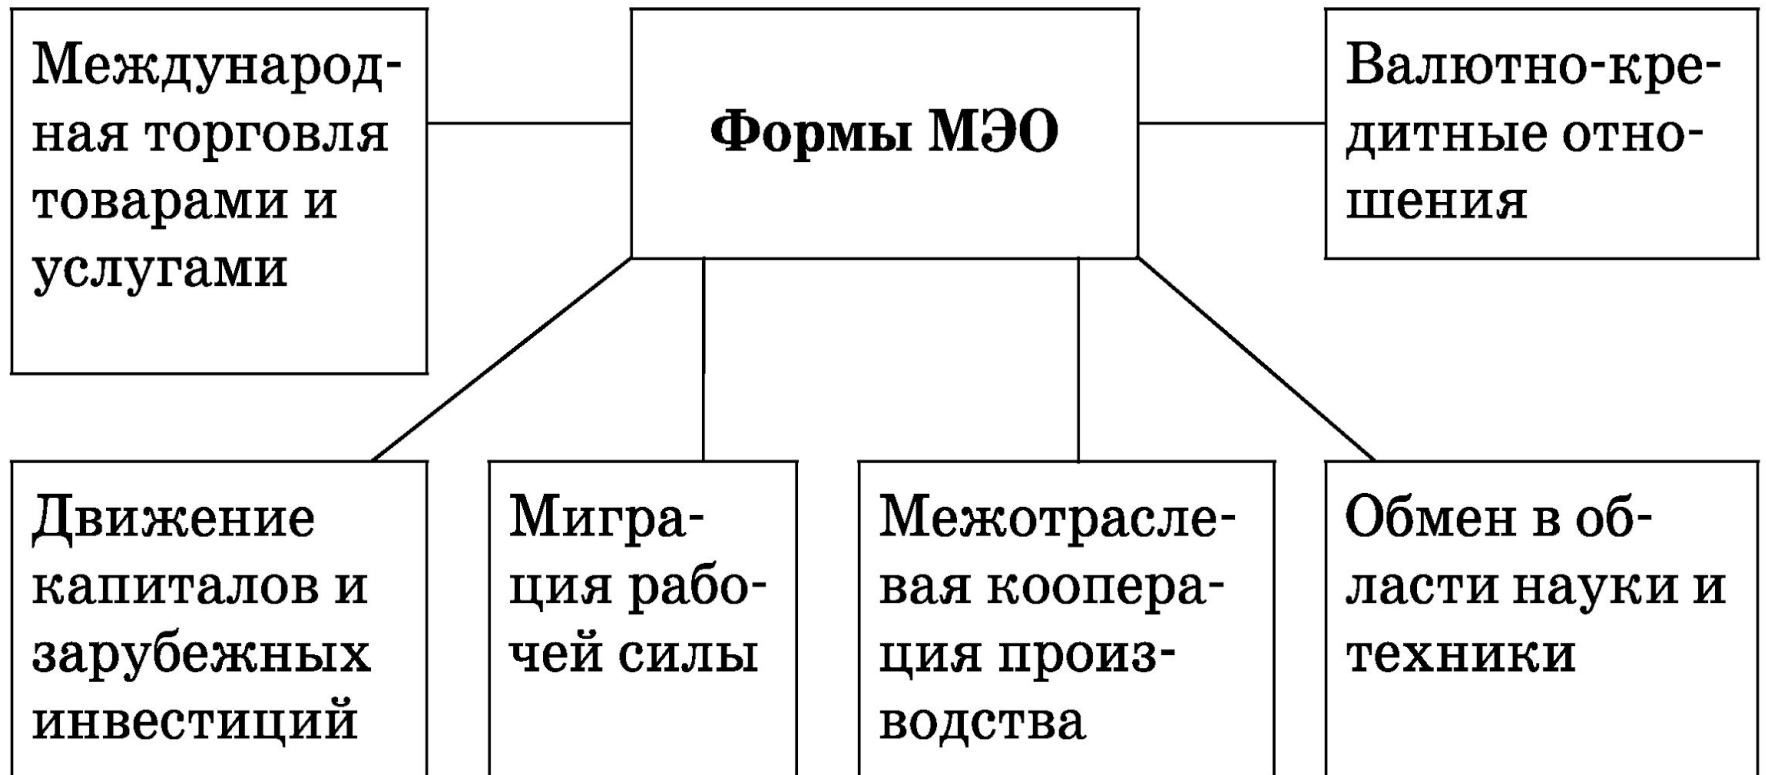 Международ-
ная торговля
товарами и
услугами
Формы МЭО
Валютно-кре-
дитные отно-
шения
Движение
капиталов и
зарубежных
инвестиций
Мигра-
ция рабо-
чей силы
Межотрасле-
вая коопера-
ция произ-
водства
Обмен в об-
ласти науки и
техники